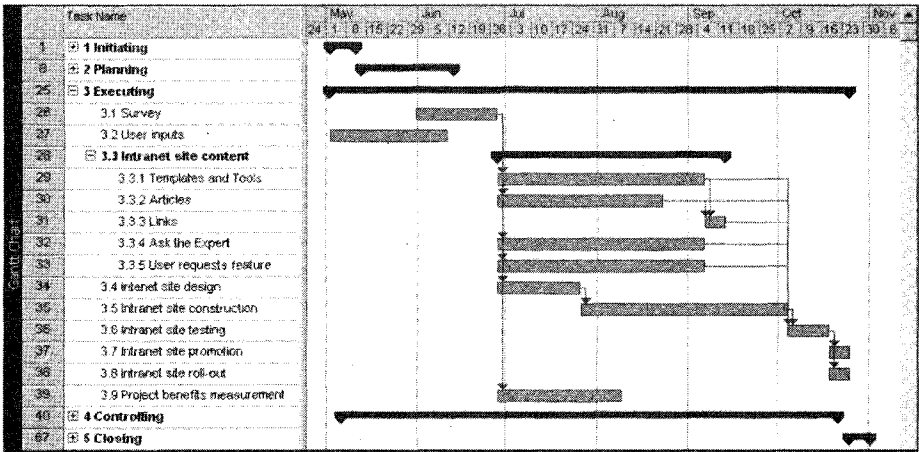 Task Name
May Jun Jul Aug Sep Oct Nov
24 1 8 15 22 29 5 12 19 26 3 10 17 24 31 7 14 21 28 4 11 18 25 2 9 16 23 30 6
1 1 Initiating
2 Planning
25 3 Executing
26 3.1 Survey
27 3.2 User inputs
28 3.3 Intranet site content
29 3.3.1 Templates and Tools
30 3.3.2 Articles
31 3.3.3 Links
32 3.3.4 Ask the Expert
33 3.3.5 User requests feature
34 3.4 Intranet site design
35 3.5 Intranet site construction
36 3.6 Intranet site testing
37 3.7 Intranet site promotion
38 3.8 Intranet site roll-out
39 3.9 Project benefits measurement
40 4 Controlling
67 5 Closing
Gantt Chart